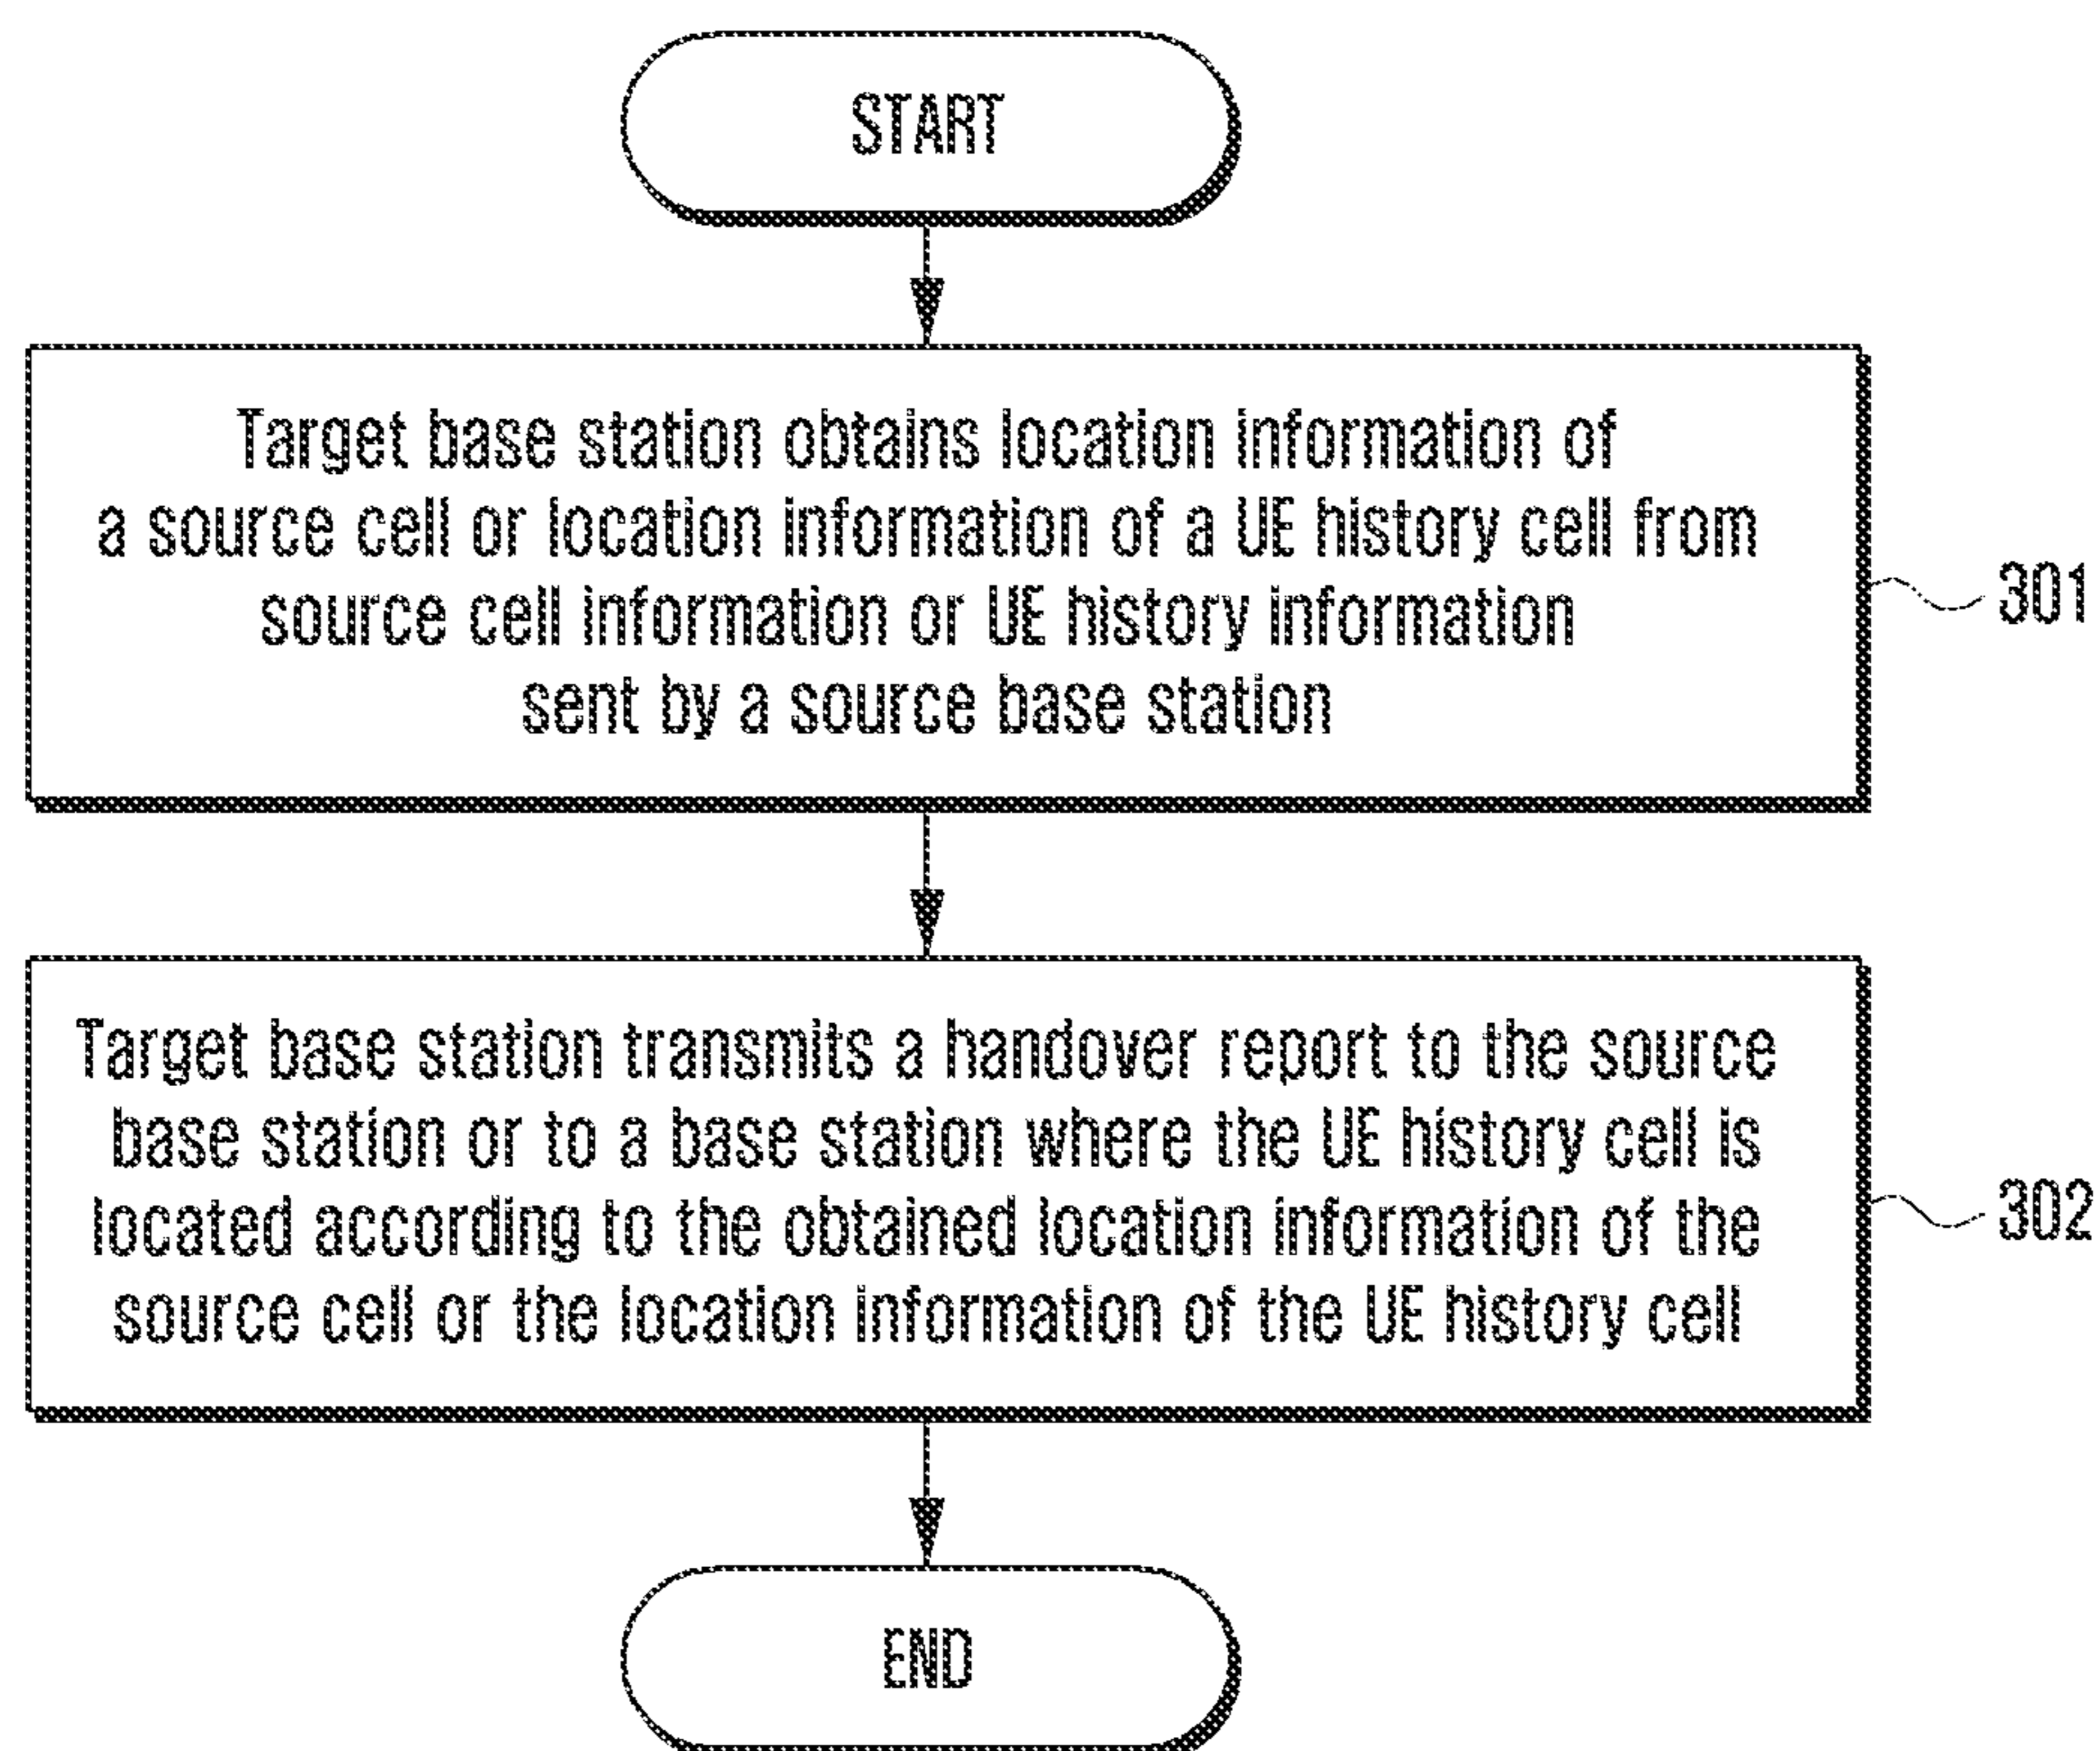 START
Target base station obtains location information of
a source cell or location information of a UE history cell from
source cell information or UE history information
sent by a source base station
301
Target base station transmits a handover report to the source
base station or to a base station where the UE history cell is
located according to the obtained location information of the
source cell or the location information of the UE history cell
302
END